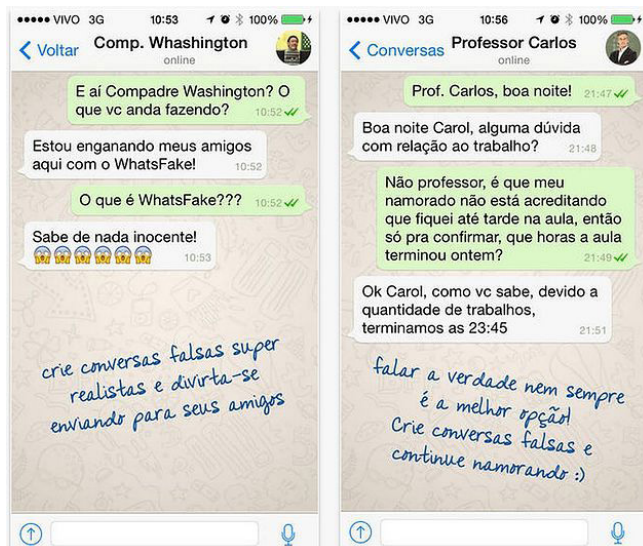 VIVO 3G 10:53 100%
Voltar Comp. Whashington
online
E aí Compadre Washington? O
que vc anda fazendo? 10:52
Estou enganando meus amigos
aqui com o WhatsFake! 10:52
O que é WhatsFake??? 10:52
Sabe de nada inocente!
10:53
crie conversas falsas super
realistas e divirta-se
enviando para seus amigos
VIVO 3G 10:56 100%
Conversas Professor Carlos
online
Prof. Carlos, boa noite! 21:47
Boa noite Carol, alguma dúvida
com relação ao trabalho? 21:48
Não professor, é que meu
namorado não está acreditando
que fiquei até tarde na aula, então
só pra confirmar, que horas a aula
terminou ontem? 21:49
Ok Carol, como vc sabe, devido a
quantidade de trabalhos,
terminamos as 23:45 21:51
falar a verdade nem sempre
é a melhor opção!
Crie conversas falsas e
continue namorando :)